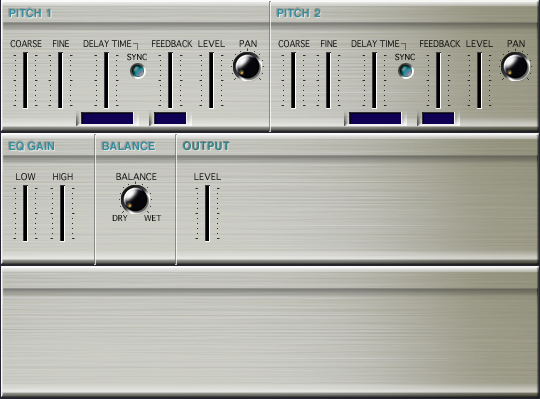 PITCH 1
COARSE FINE DELAY TIME FEEDBACK LEVEL PAN
SYNC
PITCH 2
COARSE FINE DELAY TIME FEEDBACK LEVEL PAN
SYNC
EQ GAIN
LOW HIGH
BALANCE
BALANCE
DRY WET
OUTPUT
LEVEL